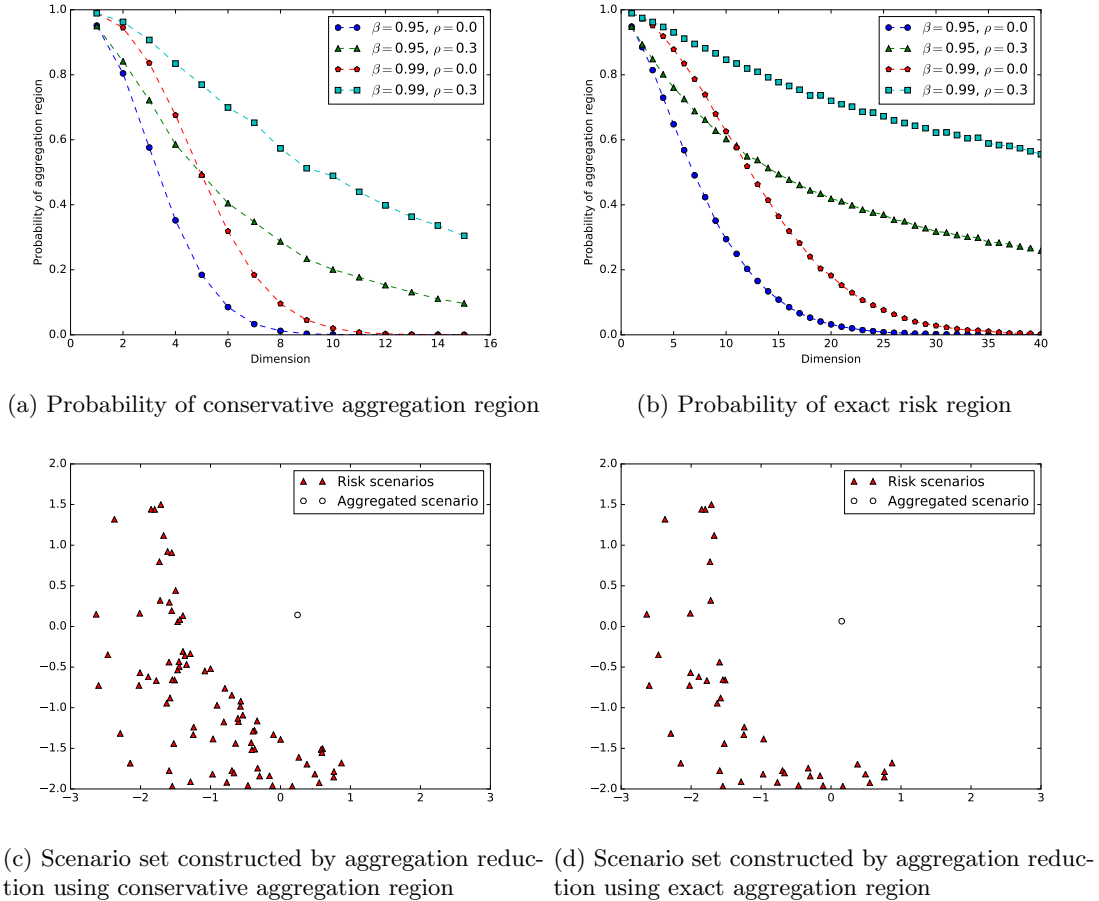 1.0
0.8
0.6
0.4
0.2
0.0
Probability of aggregation region
0 2 4 6 8 10 12 14 16
Dimension
β=0.95, ρ=0.0
β=0.95, ρ=0.3
β=0.99, ρ=0.0
β=0.99, ρ=0.3
(a) Probability of conservative aggregation region
1.0
0.8
0.6
0.4
0.2
0.0
Probability of aggregation region
0 5 10 15 20 25 30 35 40
Dimension
β=0.95, ρ=0.0
β=0.95, ρ=0.3
β=0.99, ρ=0.0
β=0.99, ρ=0.3
(b) Probability of exact risk region
2.0
1.5
1.0
0.5
0.0
−0.5
−1.0
−1.5
−2.0
−3 −2 −1 0 1 2 3
Risk scenarios
Aggregated scenario
(c) Scenario set constructed by aggregation reduc-
tion using conservative aggregation region
2.0
1.5
1.0
0.5
0.0
−0.5
−1.0
−1.5
−2.0
−3 −2 −1 0 1 2 3
Risk scenarios
Aggregated scenario
(d) Scenario set constructed by aggregation reduc-
tion using exact aggregation region